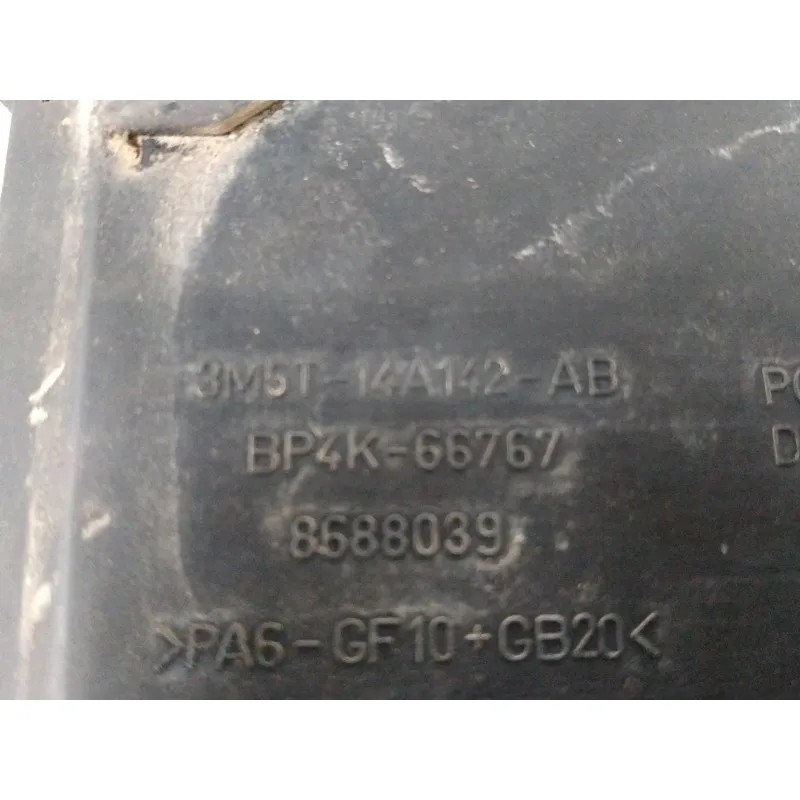 3M5T-14A142-AB
BP4K-66767
8688039
>PA6-GF10+GB20<